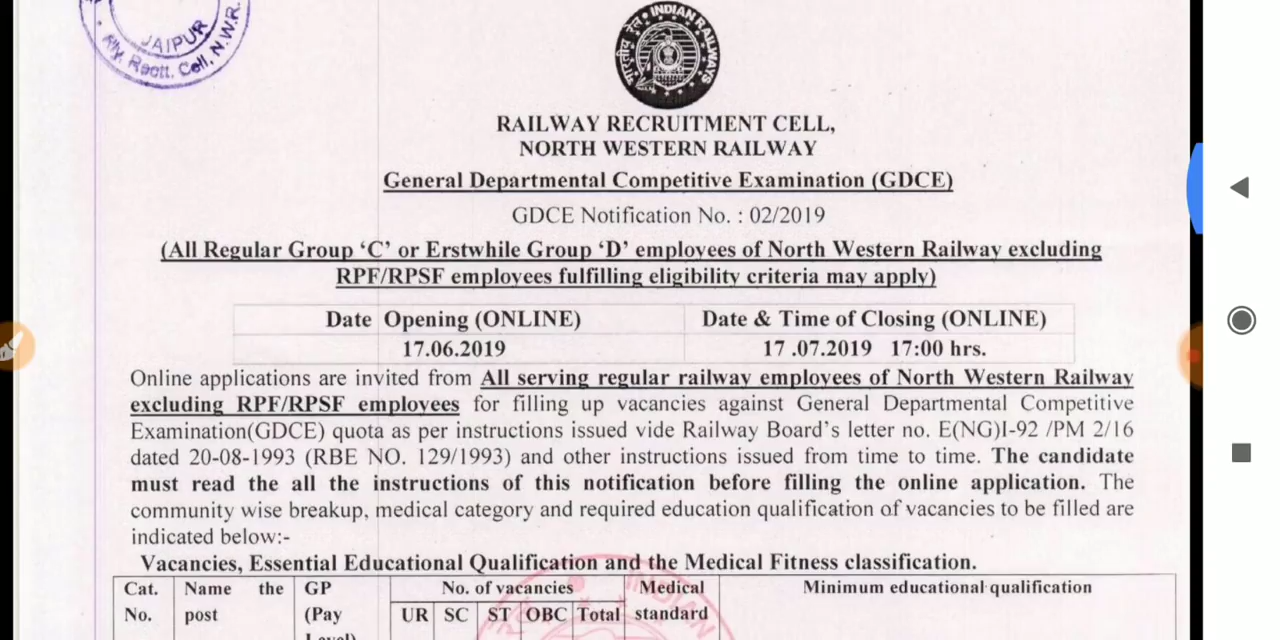 JAIPUR
Rly. Rectt. Cell, N.W.R.
भारतीय रेल INDIAN RAILWAYS
RAILWAY RECRUITMENT CELL,
NORTH WESTERN RAILWAY
General Departmental Competitive Examination (GDCE)
GDCE Notification No. : 02/2019
(All Regular Group ‘C’ or Erstwhile Group ‘D’ employees of North Western Railway excluding
RPF/RPSF employees fulfilling eligibility criteria may apply)
Date Opening (ONLINE) Date & Time of Closing (ONLINE)
17.06.2019 17 .07.2019 17:00 hrs.
Online applications are invited from All serving regular railway employees of North Western Railway
excluding RPF/RPSF employees for filling up vacancies against General Departmental Competitive
Examination(GDCE) quota as per instructions issued vide Railway Board’s letter no. E(NG)I-92 /PM 2/16
dated 20-08-1993 (RBE NO. 129/1993) and other instructions issued from time to time. The candidate
must read the all the instructions of this notification before filling the online application. The
community wise breakup, medical category and required education qualification of vacancies to be filled are
indicated below:-
Vacancies, Essential Educational Qualification and the Medical Fitness classification.
Cat. Name the GP No. of vacancies Medical Minimum educational qualification
No. post (Pay UR SC ST OBC Total standard
INDIAN